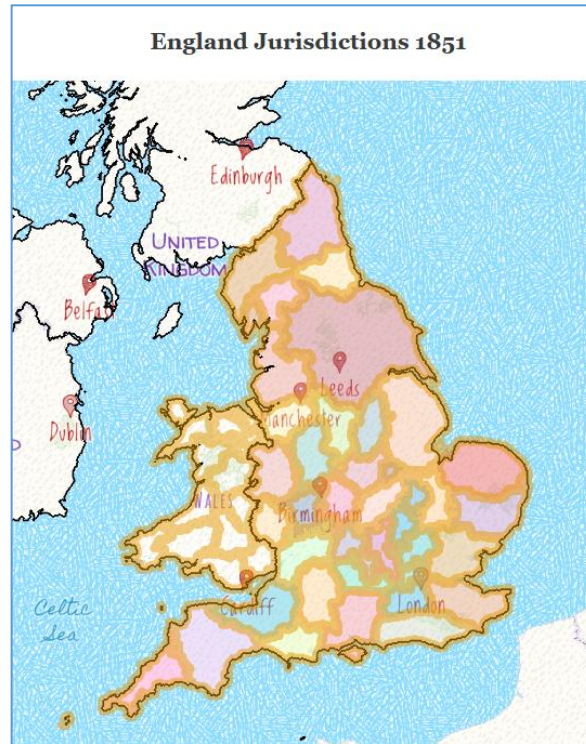 England Jurisdictions 1851
Edinburgh
UNITED
KINGDOM
Belfast
Leeds
Manchester
Dublin
WALES
Birmingham
Celtic
Sea
Cardiff
London